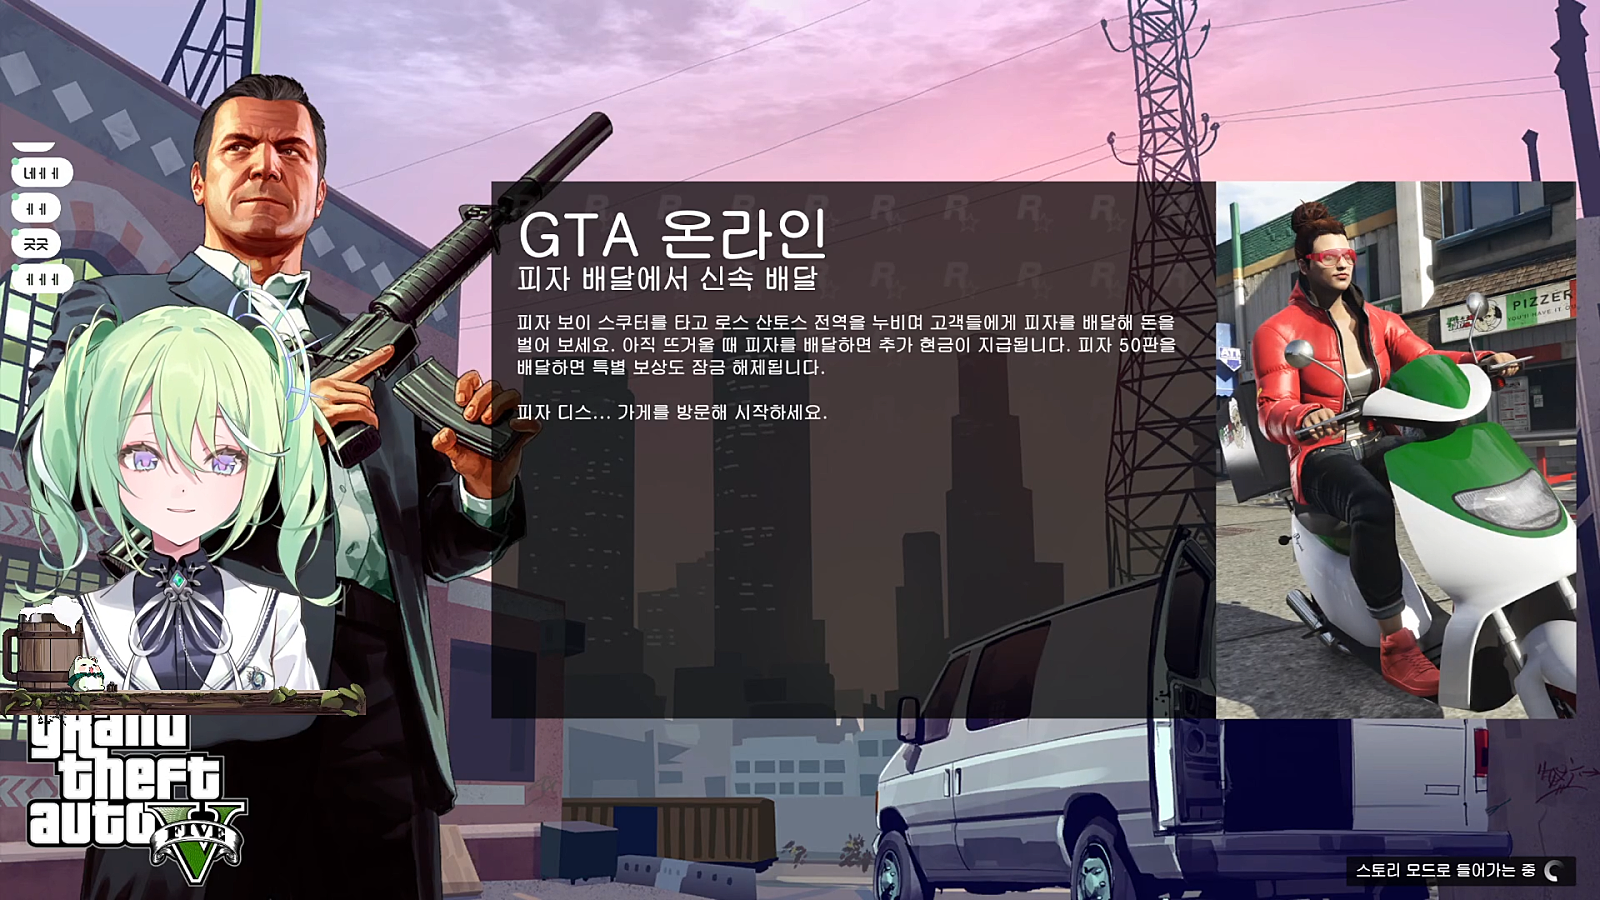 네ㅔㅔ
ㅔㅔ
굿굿
ㅔㅔㅔ
GTA 온라인
피자 배달에서 신속 배달
피자 보이 스쿠터를 타고 로스 산토스 전역을 누비며 고객들에게 피자를 배달해 돈을
벌어 보세요. 아직 뜨거울 때 피자를 배달하면 추가 현금이 지급됩니다. 피자 50판을
배달하면 특별 보상도 잠금 해제됩니다.
피자 디스... 가게를 방문해 시작하세요.
PIZZER
YOU'LL HAVE IT
grand
theft
auto
FIVE
스토리 모드로 들어가는 중